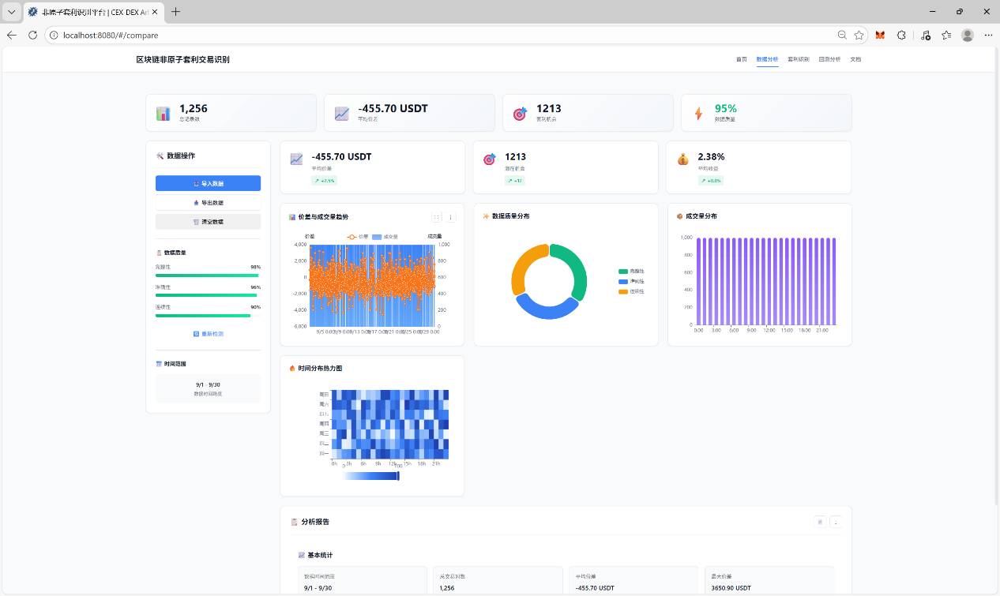 非原子套利识别平台 | CEX-DEX Ar
localhost:8080/#/compare
区块链非原子套利交易识别
首页 数据分析 套利识别 回测分析 文档
1,256
总记录数
-455.70 USDT
平均价差
1213
套利机会
95%
数据质量
数据操作
导入数据
导出数据
清空数据
数据质量
完整性 98%
准确性 96%
连续性 90%
重新检测
时间范围
9/1 - 9/30
数据时间跨度
-455.70 USDT
平均价差
↗ +2.5%
1213
潜在机会
↗ +12
2.38%
平均收益
↗ +0.8%
价差与成交量趋势
价差 价差 成交量 成交量
4,000 1,000
2,000 800
0 600
-2,000 400
-4,000 200
-6,000 0
9/5 0:00 9/9 0:00 9/13 0:00 9/17 0:00 9/21 0:00 9/25 0:00 9/29 0:00
数据质量分布
完整性
准确性
连续性
成交量分布
1,000
800
600
400
200
0
0:00 3:00 6:00 9:00 12:00 15:00 18:00 21:00
时间分布热力图
周日
周六
周五
周四
周三
周二
周一
0h 3h 6h 9h 12h 15h 18h 21h
0 100
分析报告
基本统计
数据时间范围
9/1 - 9/30
总交易对数
1,256
平均价差
-455.70 USDT
最大价差
3650.90 USDT